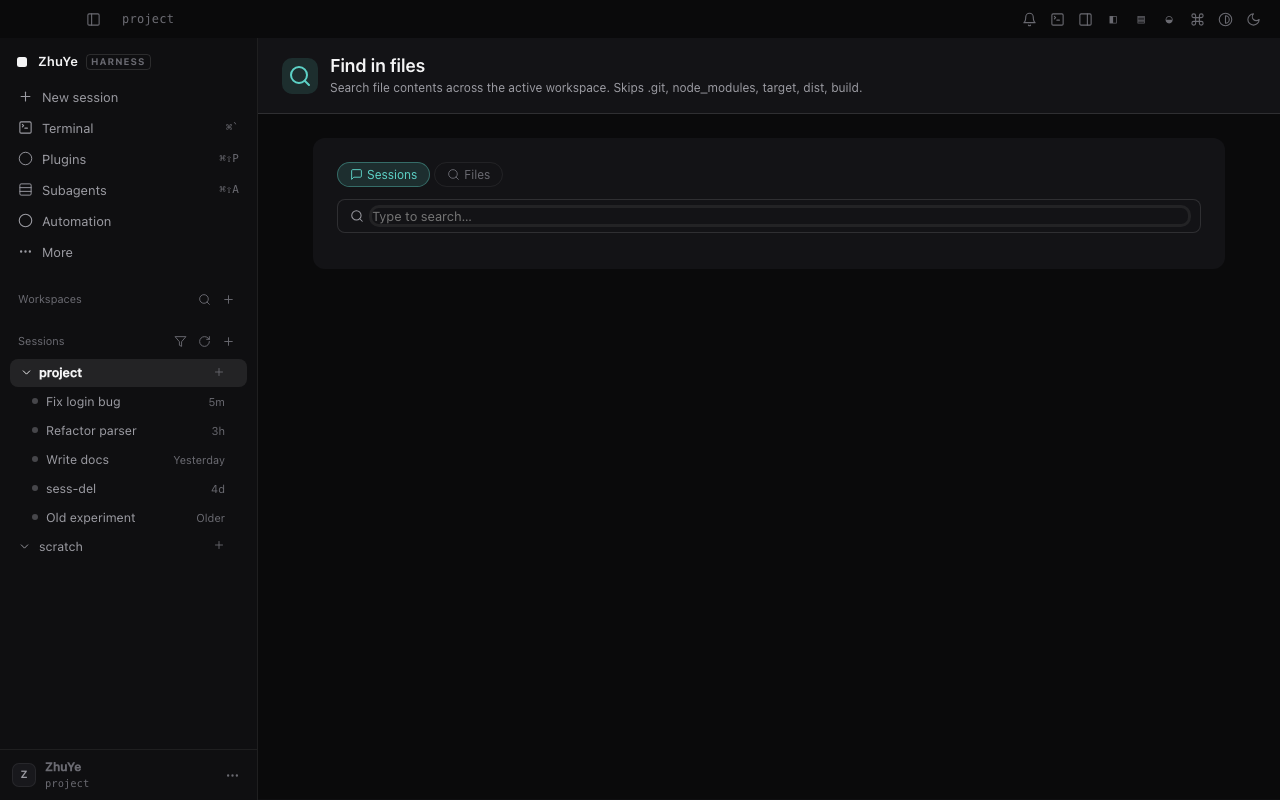 project
ZhuYe HARNESS
New session
Terminal ⌘`
Plugins ⌘⇧P
Subagents ⌘⇧A
Automation
More
Workspaces
Sessions
project
Fix login bug 5m
Refactor parser 3h
Write docs Yesterday
sess-del 4d
Old experiment Older
scratch
Z ZhuYe
project
Find in files
Search file contents across the active workspace. Skips .git, node_modules, target, dist, build.
Sessions Files
Type to search...